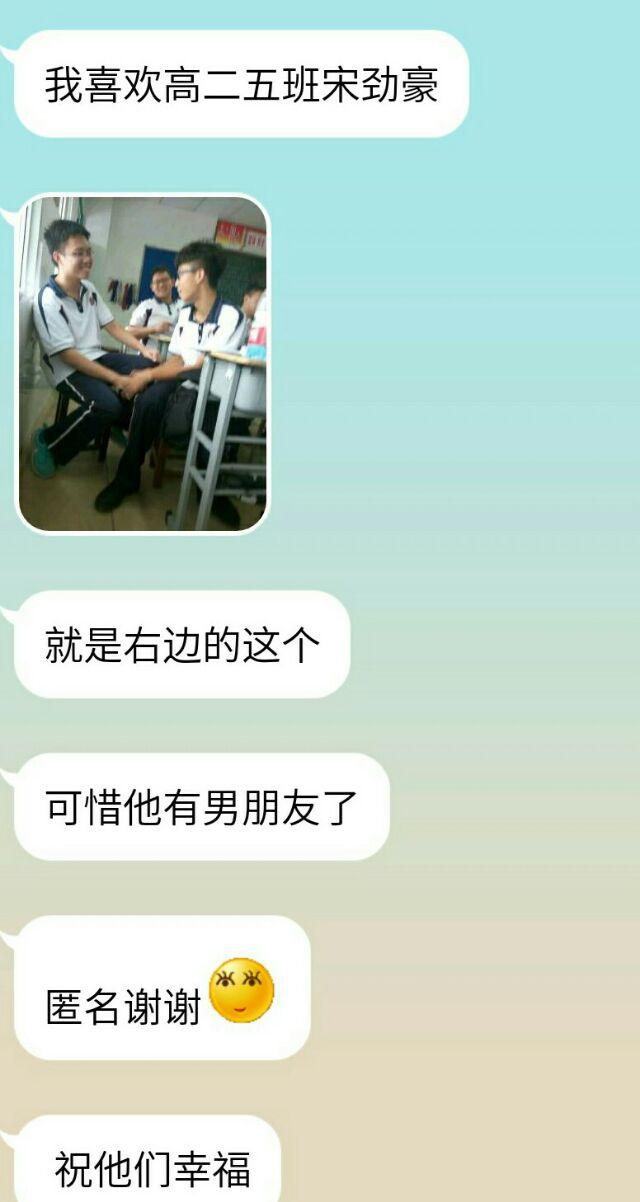 我喜欢高二五班宋劲豪
就是右边的这个
可惜他有男朋友了
匿名谢谢
祝他们幸福